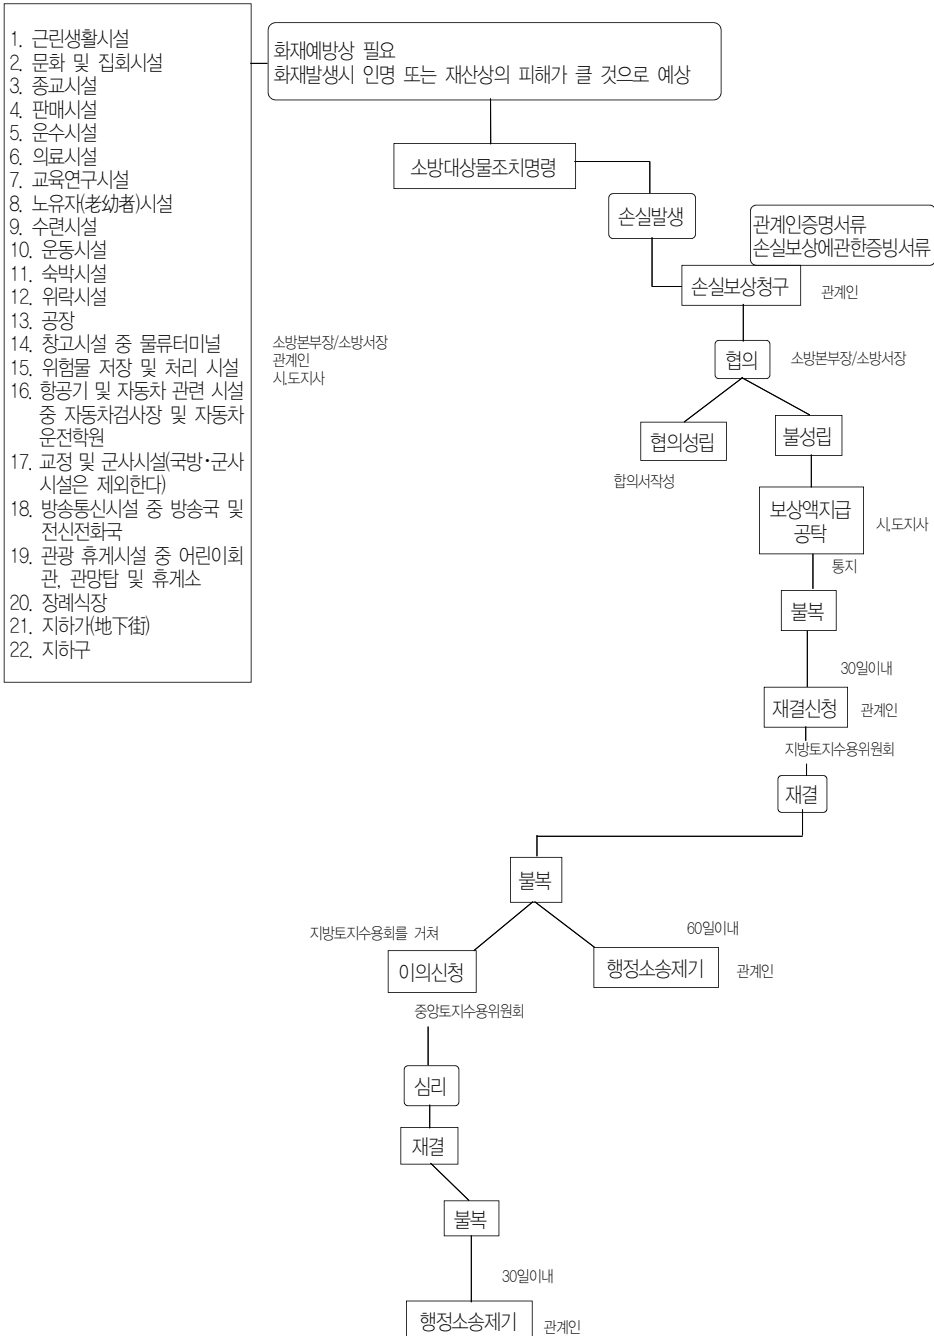 1. 근린생활시설
2. 문화 및 집회시설
3. 종교시설
4. 판매시설
5. 운수시설
6. 의료시설
7. 교육연구시설
8. 노유자(老幼者)시설
9. 수련시설
10. 운동시설
11. 숙박시설
12. 위락시설
13. 공장
14. 창고시설 중 물류터미널
15. 위험물 저장 및 처리 시설
16. 항공기 및 자동차 관련 시설
중 자동차검사장 및 자동차
운전학원
17. 교정 및 군사시설(국방•군사
시설은 제외한다)
18. 방송통신시설 중 방송국 및
전신전화국
19. 관광 휴게시설 중 어린이회
관, 관망탑 및 휴게소
20. 장례식장
21. 지하가(地下街)
22. 지하구
화재예방상 필요
화재발생시 인명 또는 재산상의 피해가 클 것으로 예상
소방대상물조치명령
손실발생
관계인증명서류
손실보상에관한증빙서류
손실보상청구
관계인
소방본부장/소방서장
관계인
시,도지사
협의
소방본부장/소방서장
협의성립
합의서작성
불성립
보상액지급
공탁
시,도지사
통지
불복
30일이내
재결신청
관계인
지방토지수용위원회
재결
불복
지방토지수용회를 거쳐
이의신청
60일이내
행정소송제기
관계인
중앙토지수용위원회
심리
재결
불복
30일이내
행정소송제기
관계인